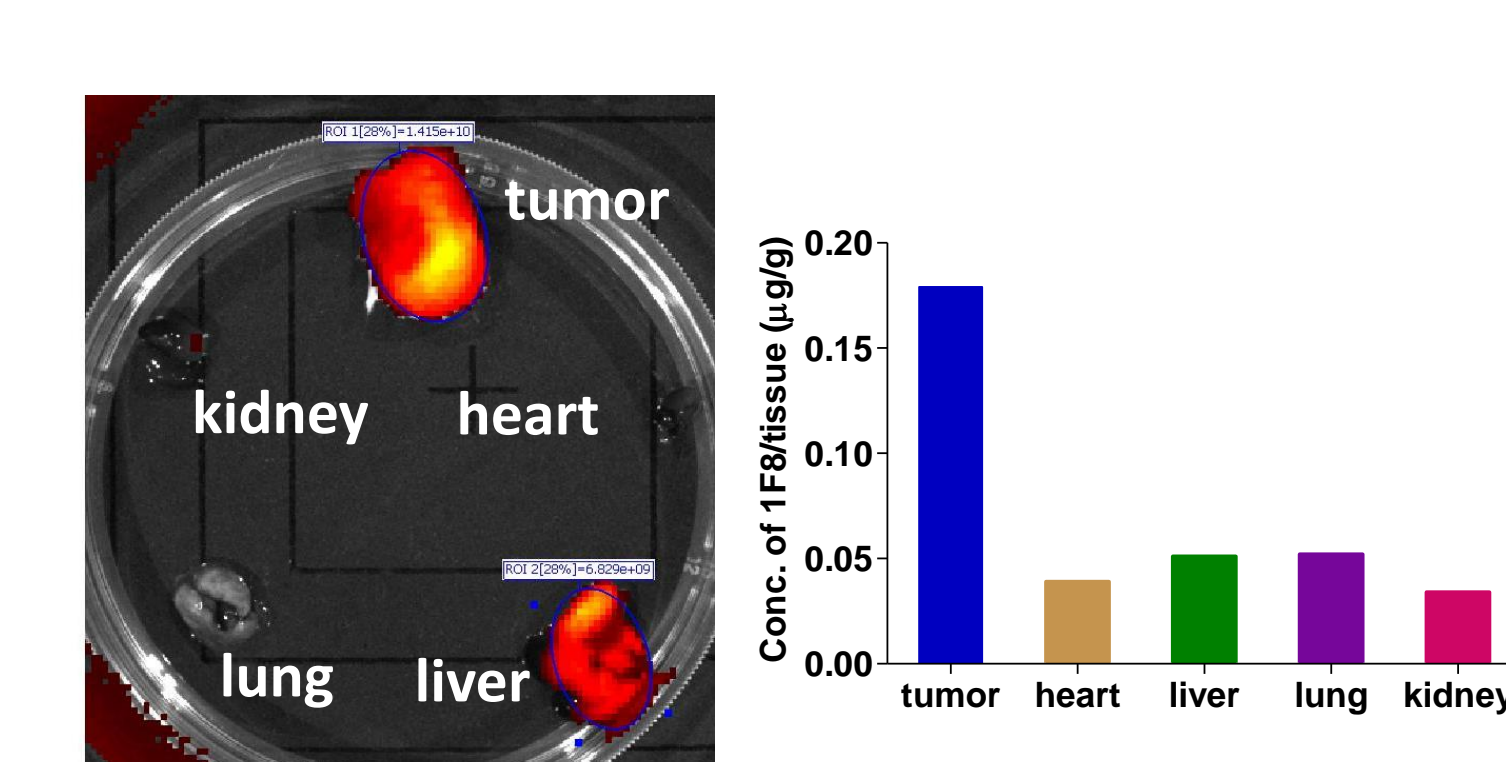 ROI 1[28%]=1.415e+10
tumor
kidney
heart
ROI 2[28%]=6.829e+09
lung
liver
Conc. of 1F8/tissue (µg/g)
0.20
0.15
0.10
0.05
0.00
tumor
heart
liver
lung
kidney